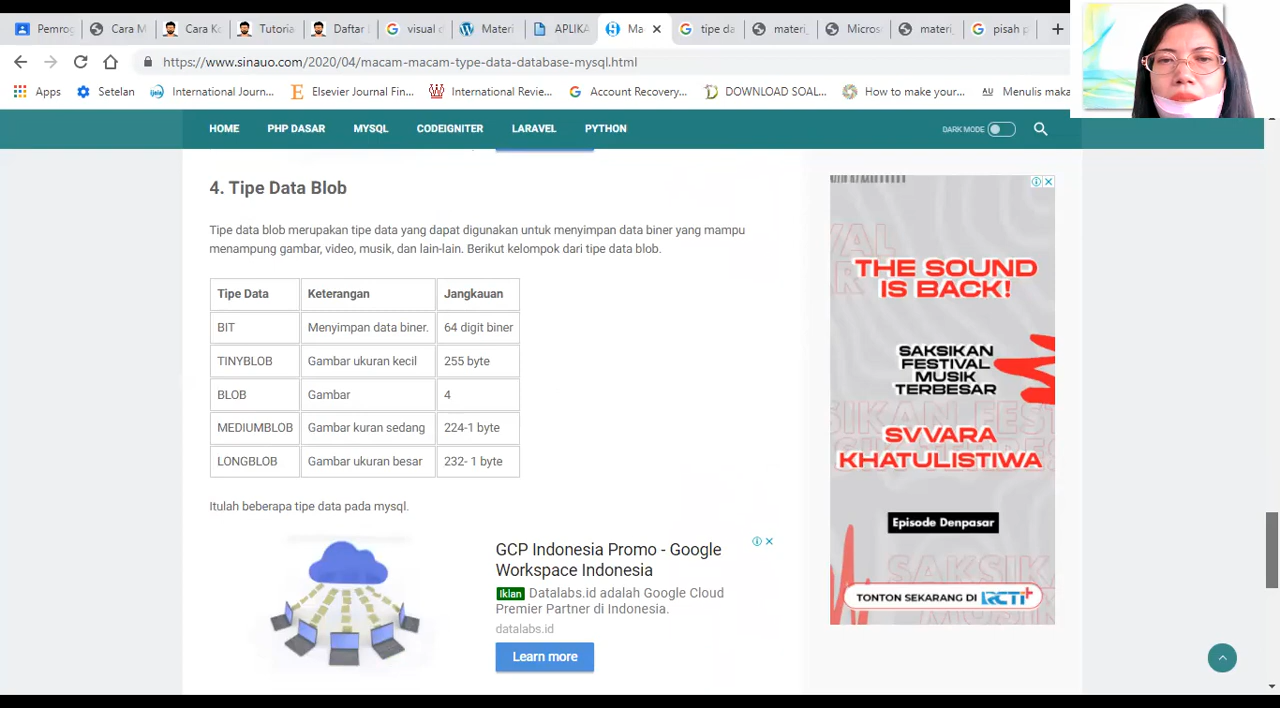 Pemrog
Cara M
Cara Ko
Tutoria
Daftar
visual d
Materi
APLIKA
Ma
tipe da
materi_
Micros
materi_
pisah p
https://www.sinauo.com/2020/04/macam-macam-type-data-database-mysql.html
Apps
Setelan
International Journ...
Elsevier Journal Fin...
International Revie...
Account Recovery...
DOWNLOAD SOAL...
How to make your...
Menulis maka
HOME
PHP DASAR
MYSQL
CODEIGNITER
LARAVEL
PYTHON
DARK MODE
4. Tipe Data Blob
Tipe data blob merupakan tipe data yang dapat digunakan untuk menyimpan data biner yang mampu
menampung gambar, video, musik, dan lain-lain. Berikut kelompok dari tipe data blob.
Tipe Data Keterangan Jangkauan
BIT Menyimpan data biner. 64 digit biner
TINYBLOB Gambar ukuran kecil 255 byte
BLOB Gambar 4
MEDIUMBLOB Gambar kuran sedang 224-1 byte
LONGBLOB Gambar ukuran besar 232- 1 byte
Itulah beberapa tipe data pada mysql.
GCP Indonesia Promo - Google
Workspace Indonesia
Iklan Datalabs.id adalah Google Cloud
Premier Partner di Indonesia.
datalabs.id
Learn more
THE SOUND
IS BACK!
SAKSIKAN
FESTIVAL
MUSIK
TERBESAR
SVVARA
KHATULISTIWA
Episode Denpasar
TONTON SEKARANG DI RCTI+